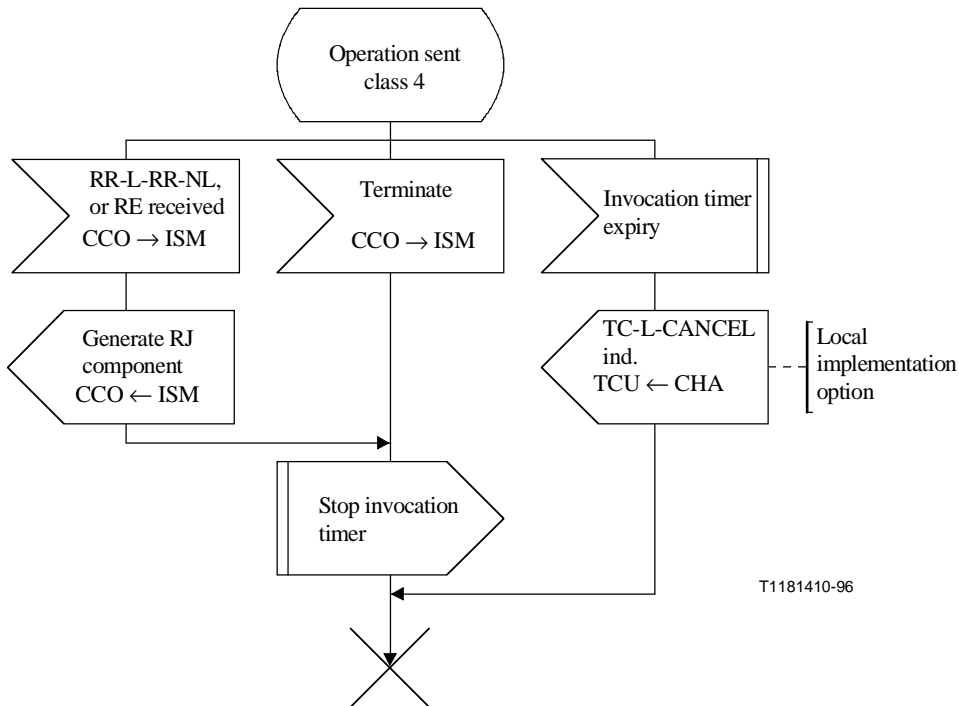 Operation sent
class 4
RR-L-RR-NL,
or RE received
CCO → ISM
Terminate
CCO → ISM
Invocation timer
expiry
Generate RJ
component
CCO ← ISM
TC-L-CANCEL
ind.
TCU ← CHA
Local
implementation
option
Stop invocation
timer
T1181410-96